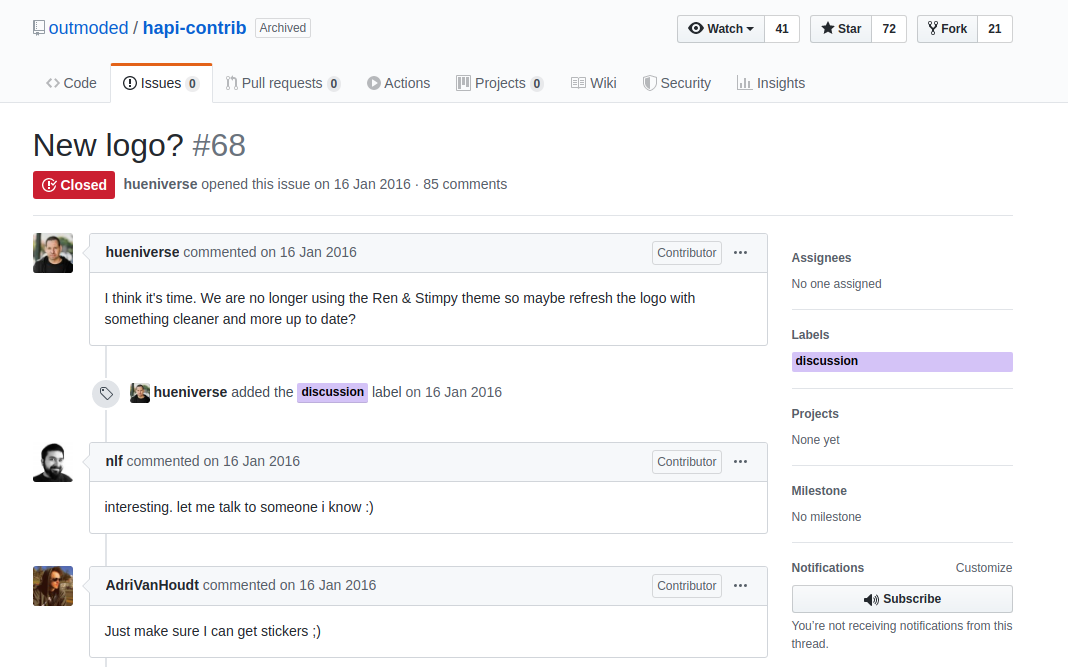 outmoded / hapi-contrib Archived
Watch 41 Star 72 Fork 21
Code Issues 0 Pull requests 0 Actions Projects 0 Wiki Security Insights
New logo? #68
Closed hueniverse opened this issue on 16 Jan 2016 · 85 comments
hueniverse commented on 16 Jan 2016 Contributor
I think it's time. We are no longer using the Ren & Stimpy theme so maybe refresh the logo with
something cleaner and more up to date?
hueniverse added the discussion label on 16 Jan 2016
nlf commented on 16 Jan 2016 Contributor
interesting. let me talk to someone i know :)
AdriVanHoudt commented on 16 Jan 2016 Contributor
Just make sure I can get stickers ;)
Assignees
No one assigned
Labels
discussion
Projects
None yet
Milestone
No milestone
Notifications Customize
Subscribe
You're not receiving notifications from this
thread.